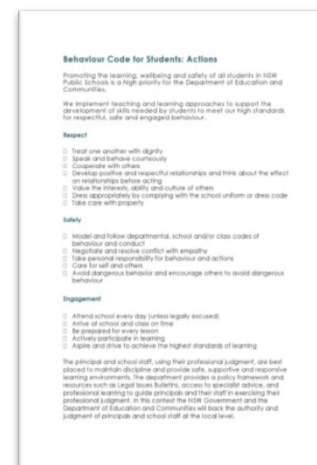 Behaviour Code for Students: Actions
Promoting the learning, wellbeing and safety of all students in NSW
Public Schools is a high priority for the Department of Education and
Communities.
We implement teaching and learning approaches to support the
development of skills needed by students to meet our high standards
for respectful, safe and engaged behaviour.
Respect
Treat one another with dignity
Speak and behave courteously
Cooperate with others
Develop positive and respectful relationships and think about the effect
on relationships before acting
Value the interests, ability and culture of others
Dress appropriately by complying with the school uniform or dress code
Take care with property
Safety
Model and follow departmental, school and/or class codes of
behaviour and conduct
Negotiate and resolve conflict with empathy
Take personal responsibility for behaviour and actions
Care for self and others
Avoid dangerous behavior and encourage others to avoid dangerous
behaviour
Engagement
Attend school every day (unless legally excused)
Arrive at school and class on time
Be prepared for every lesson
Actively participate in learning
Aspire and strive to achieve the highest standards of learning
The principal and school staff, using their professional judgment, are best
placed to maintain discipline and provide safe, supportive and responsive
learning environments. The department provides a policy framework and
resources such as Legal Issues Bulletins, access to specialist advice, and
professional learning to guide principals and their staff in exercising their
professional judgment. In this context the NSW Government and the
Department of Education and Communities will back the authority and
judgment of principals and school staff at the local level.